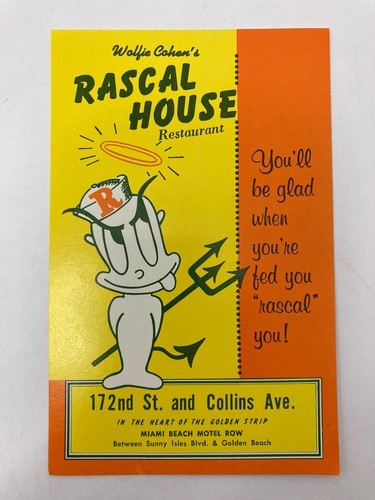 Wolfie Cohen's
RASCAL
HOUSE
Restaurant
R
You'll
be glad
when
you're
fed you
"rascal"
you!
172nd St. and Collins Ave.
IN THE HEART OF THE GOLDEN STRIP
MIAMI BEACH MOTEL ROW
Between Sunny Isles Blvd. & Golden Beach